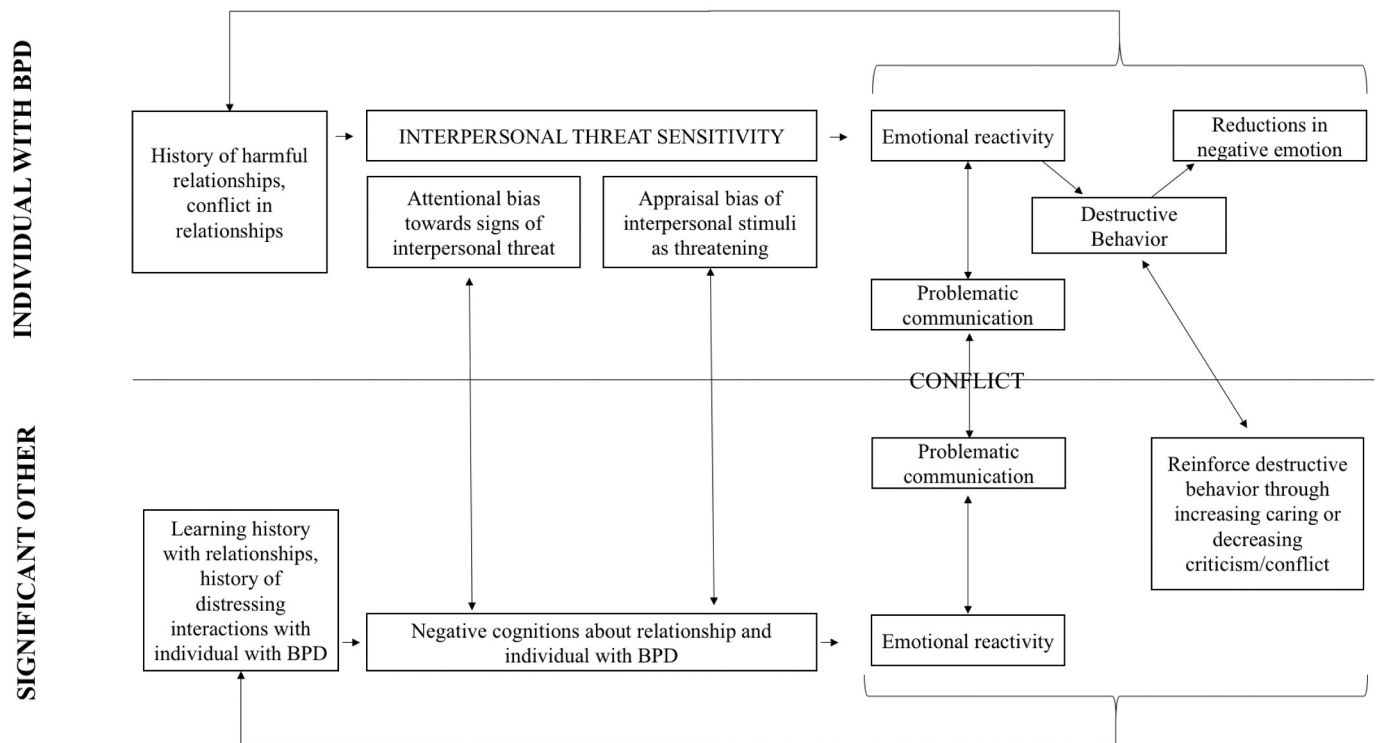 INDIVIDUAL WITH BPD
History of harmful
relationships,
conflict in
relationships
INTERPERSONAL THREAT SENSITIVITY
Attentional bias
towards signs of
interpersonal threat
Appraisal bias of
interpersonal stimuli
as threatening
Emotional reactivity
Reductions in
negative emotion
Destructive
Behavior
Problematic
communication
CONFLICT
SIGNIFICANT OTHER
Problematic
communication
Reinforce destructive
behavior through
increasing caring or
decreasing
criticism/conflict
Learning history
with relationships,
history of
distressing
interactions with
individual with BPD
Negative cognitions about relationship and
individual with BPD
Emotional reactivity